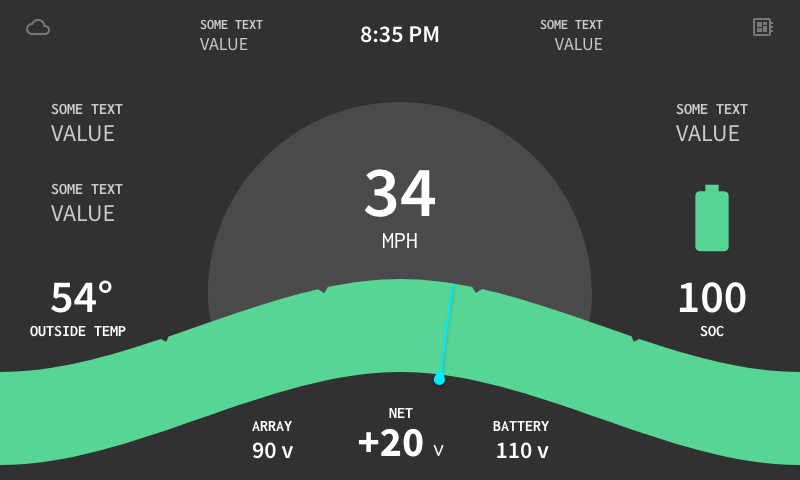 SOME TEXT
VALUE
8:35 PM
SOME TEXT
VALUE
SOME TEXT
VALUE
SOME TEXT
VALUE
SOME TEXT
VALUE
34
MPH
54°
OUTSIDE TEMP
100
SOC
ARRAY
90 v
NET
+20 v
BATTERY
110 v